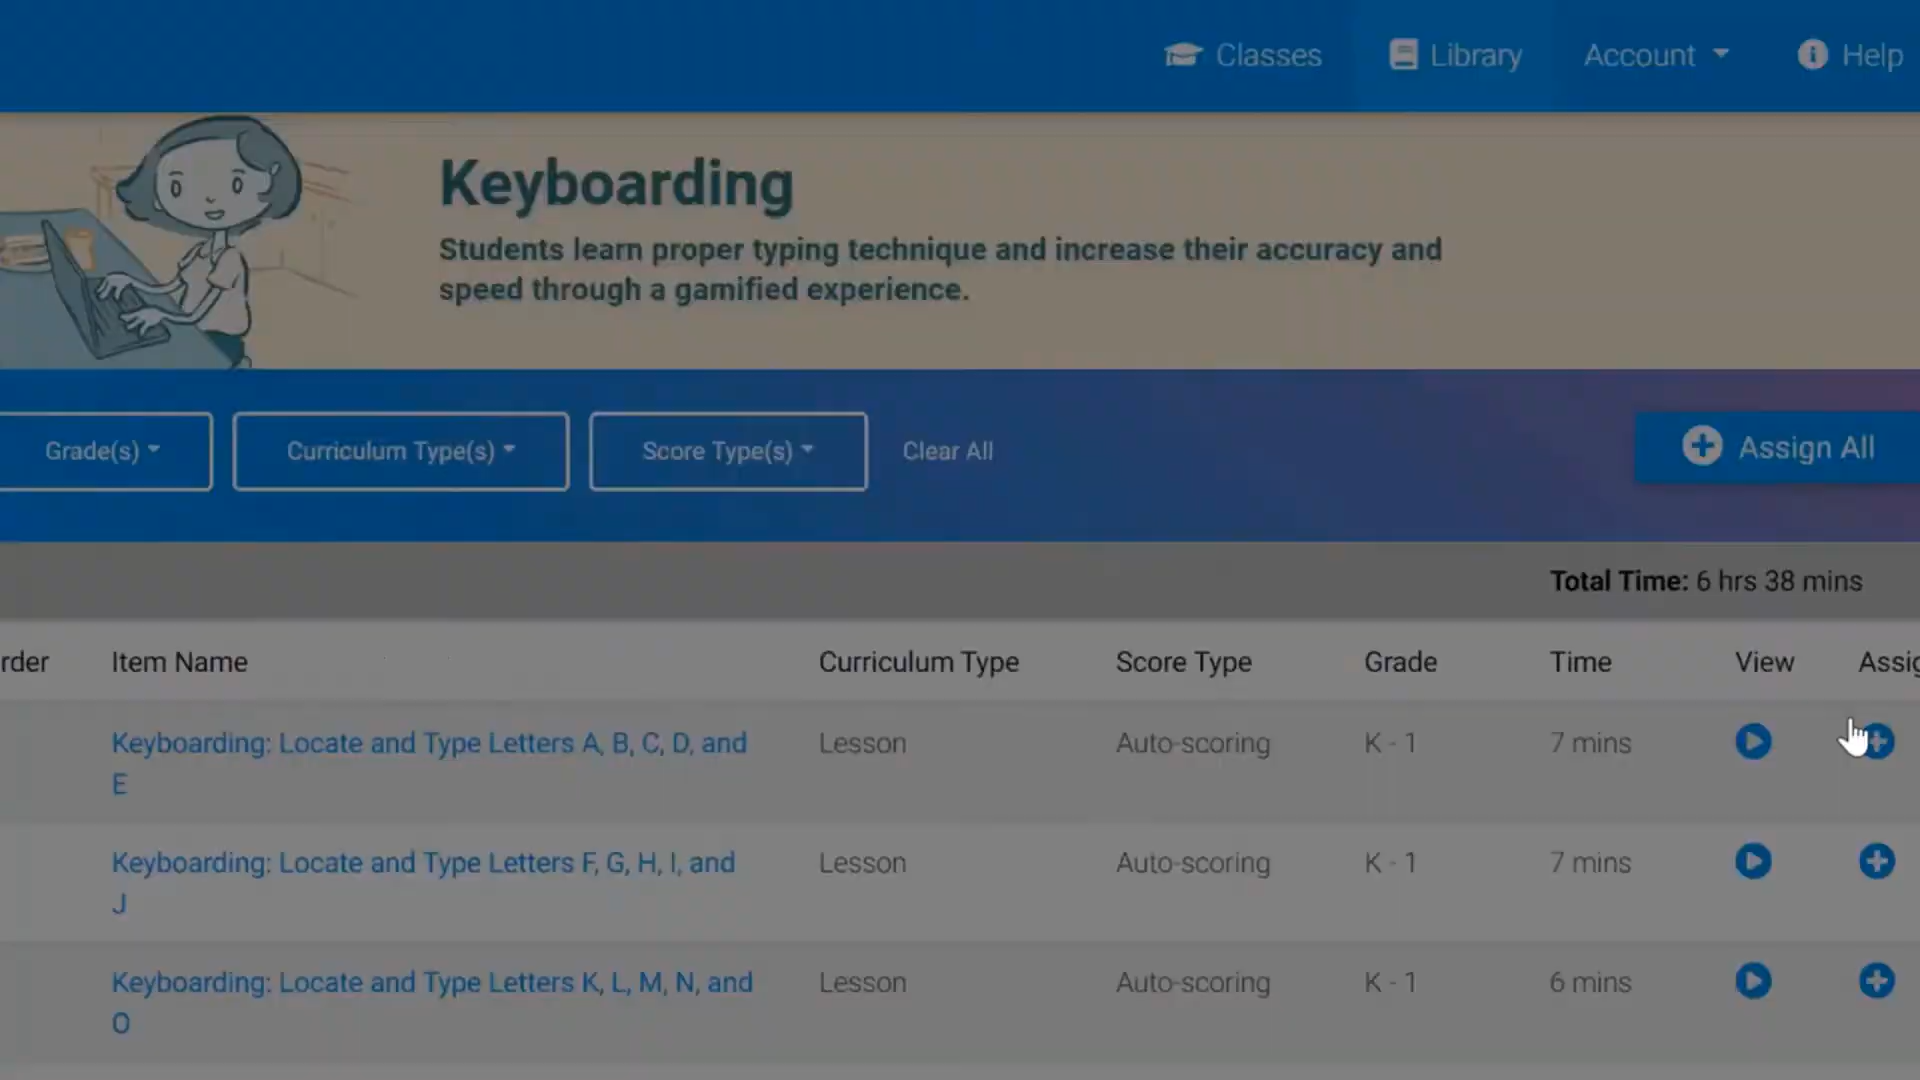 Classes Library Account Help
Keyboarding
Students learn proper typing technique and increase their accuracy and
speed through a gamified experience.
Grade(s) Curriculum Type(s) Score Type(s) Clear All Assign All
Total Time: 6 hrs 38 mins
rder Item Name Curriculum Type Score Type Grade Time View Assig
Keyboarding: Locate and Type Letters A, B, C, D, and Lesson Auto-scoring K - 1 7 mins
E
Keyboarding: Locate and Type Letters F, G, H, I, and Lesson Auto-scoring K - 1 7 mins
J
Keyboarding: Locate and Type Letters K, L, M, N, and Lesson Auto-scoring K - 1 6 mins
O